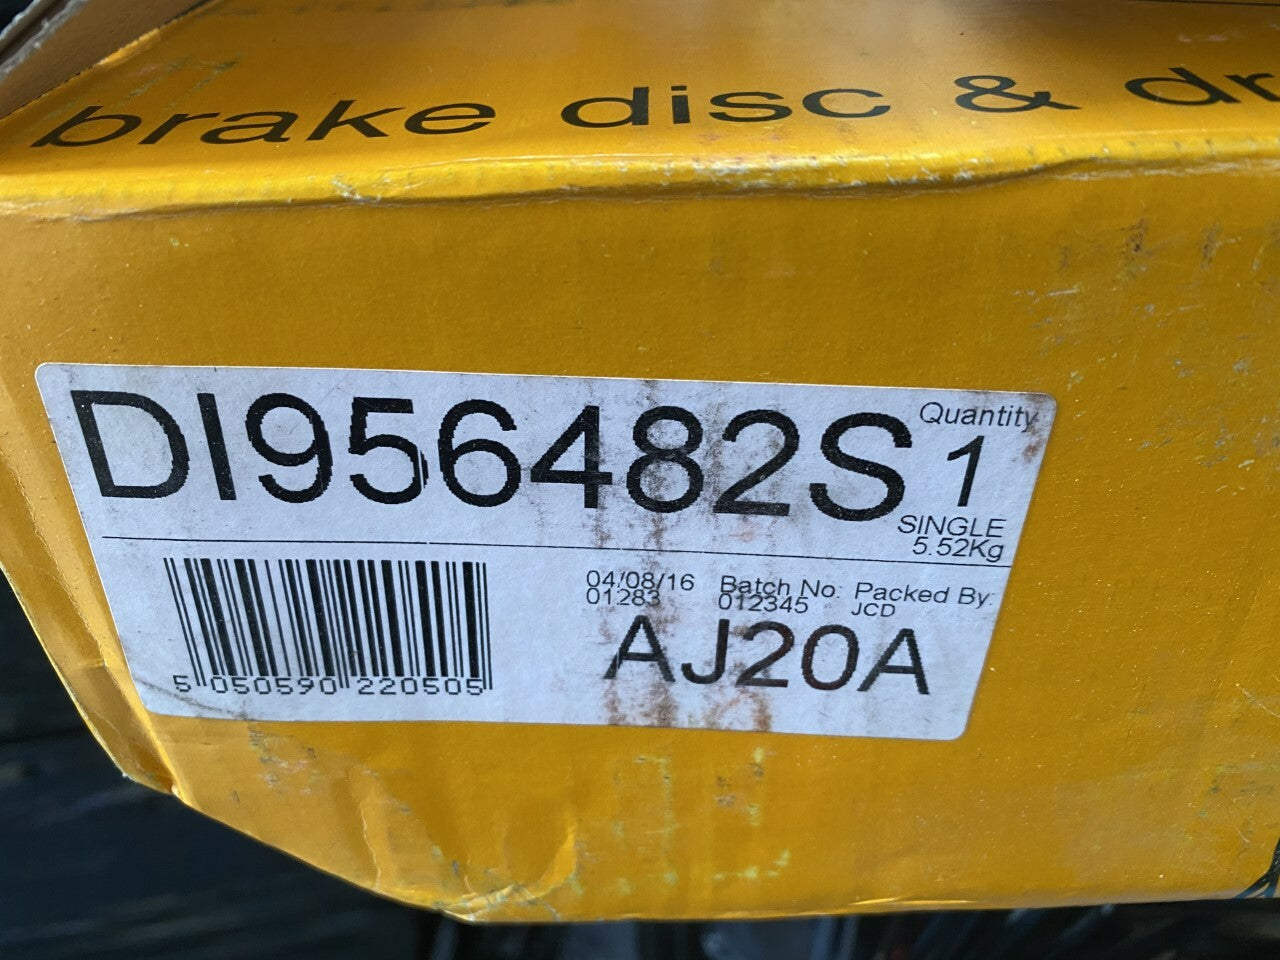 brake disc & dr
DI956482S
Quantity
1
SINGLE
5.52Kg
04/08/16 Batch No: Packed By:
01283 012345 JCD
AJ20A
5 050590 220505